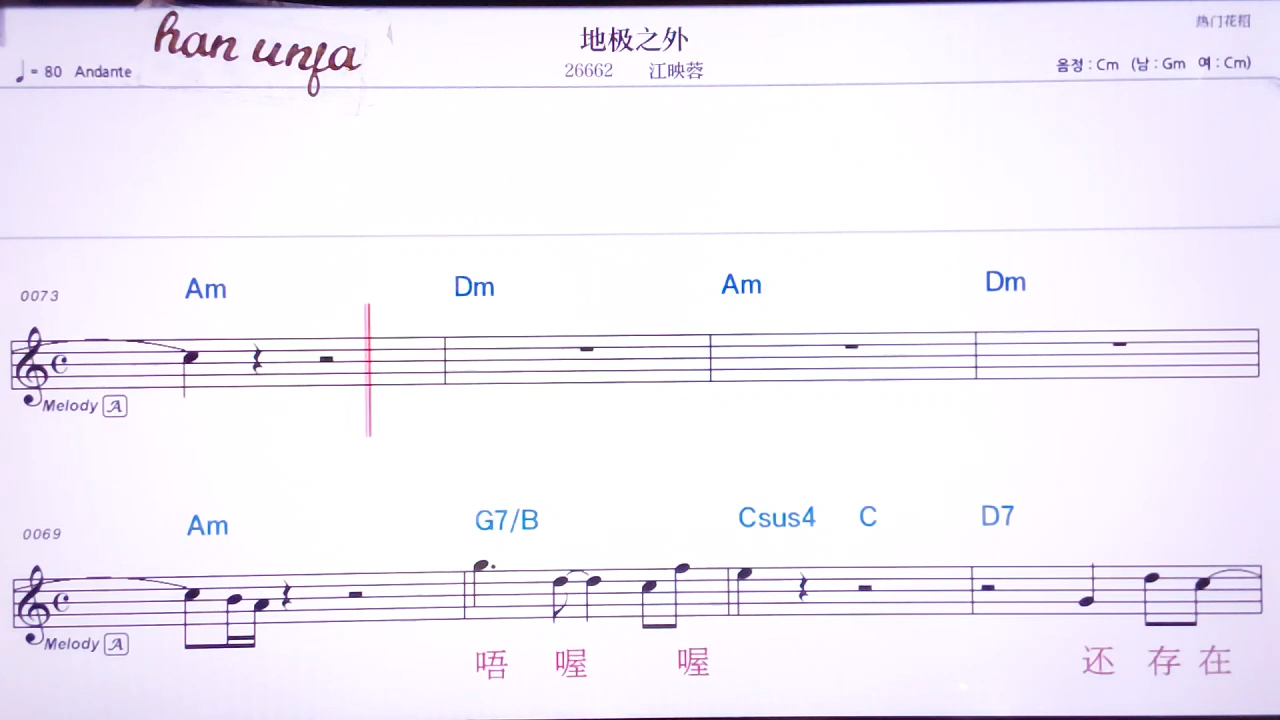 han unfa
地极之外
热门花招
♩= 80 Andante
26662 江映蓉
음정 : Cm (남 : Gm 여 : Cm)
0073 Am Dm Am Dm
Melody A
0069 Am G7/B Csus4 C D7
Melody A
唔 喔 喔 还 存 在